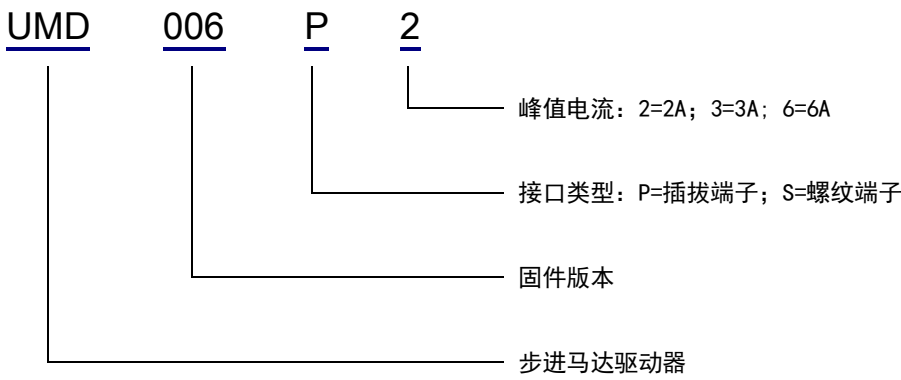 UMD 006 P 2
峰值电流：2=2A；3=3A; 6=6A
接口类型：P=插拔端子；S=螺纹端子
固件版本
步进马达驱动器